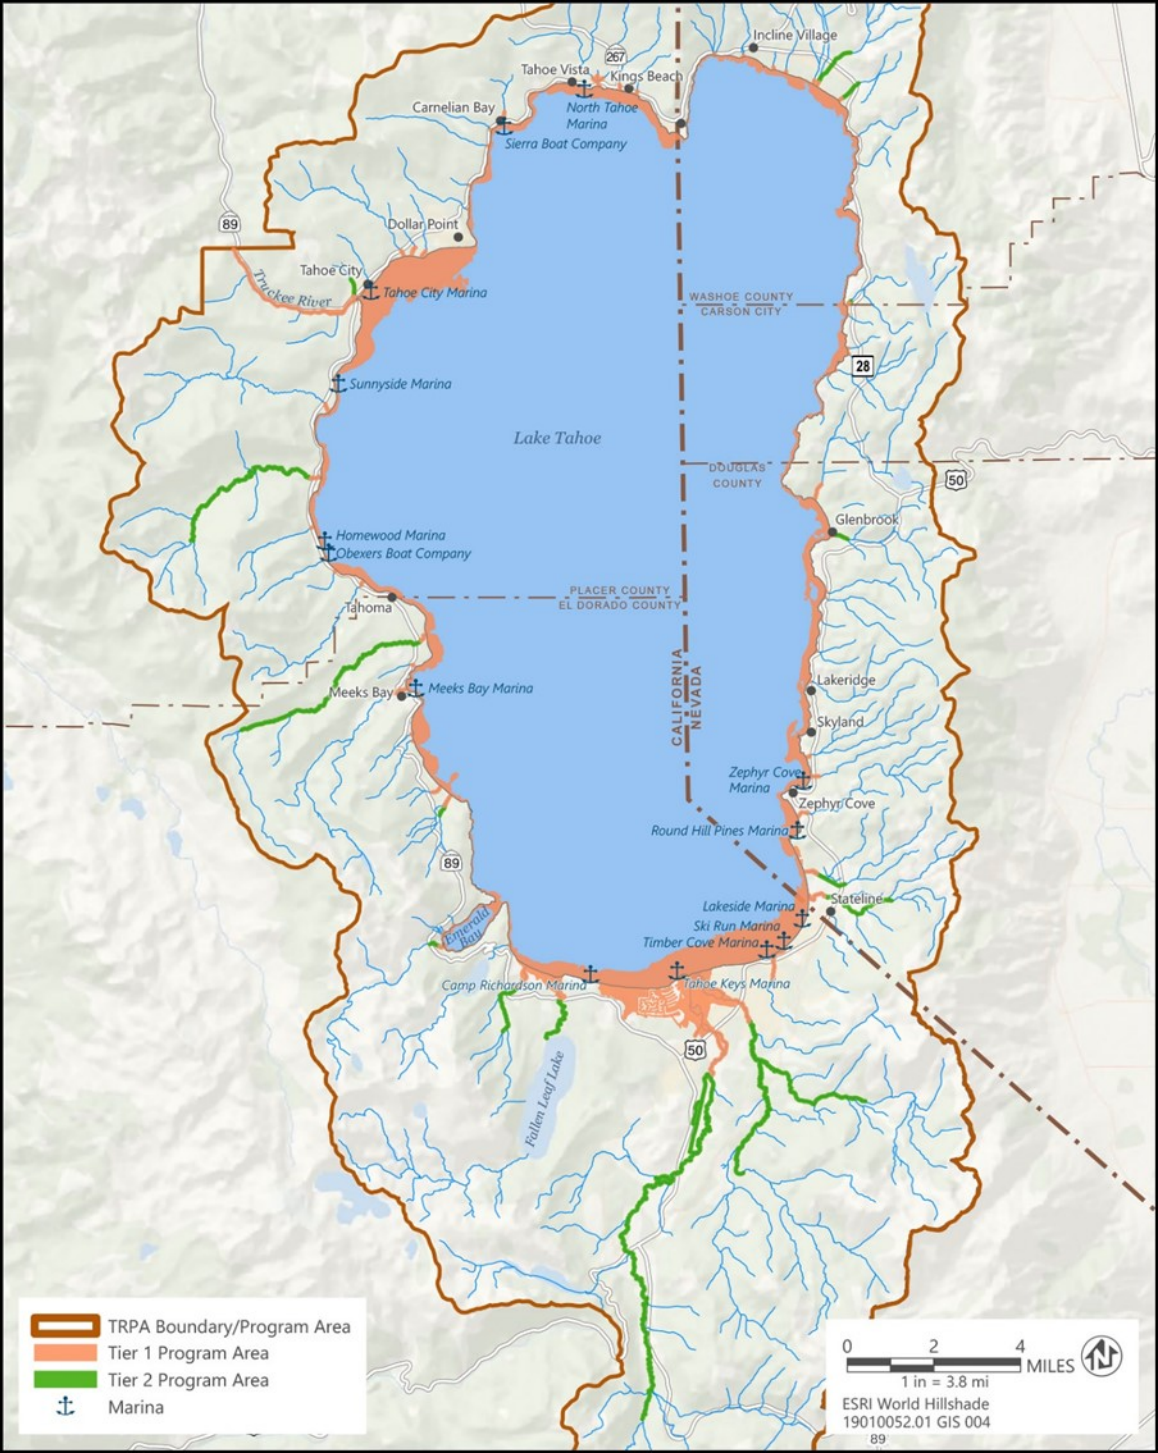 Incline Village
267
Tahoe Vista
Kings Beach
Carnelian Bay
North Tahoe
Marina
Sierra Boat Company
89
Dollar Point
Tahoe City
Truckee River
Tahoe City Marina
WASHOE COUNTY
CARSON CITY
28
Sunnyside Marina
Lake Tahoe
DOUGLAS
COUNTY
50
Glenbrook
Homewood Marina
Obexers Boat Company
PLACER COUNTY
EL DORADO COUNTY
Tahoma
CALIFORNIA
NEVADA
Meeks Bay
Meeks Bay Marina
Lakeridge
Skyland
Zephyr Cove
Marina
Zephyr Cove
Round Hill Pines Marina
89
Stateline
Lakeside Marina
Ski Run Marina
Timber Cove Marina
Emerald
Bay
Camp Richardson Marina
Tahoe Keys Marina
50
Fallen Leaf Lake
TRPA Boundary/Program Area
Tier 1 Program Area
Tier 2 Program Area
Marina
0 2 4
MILES
N
1 in = 3.8 mi
ESRI World Hillshade
19010052.01 GIS 004
89